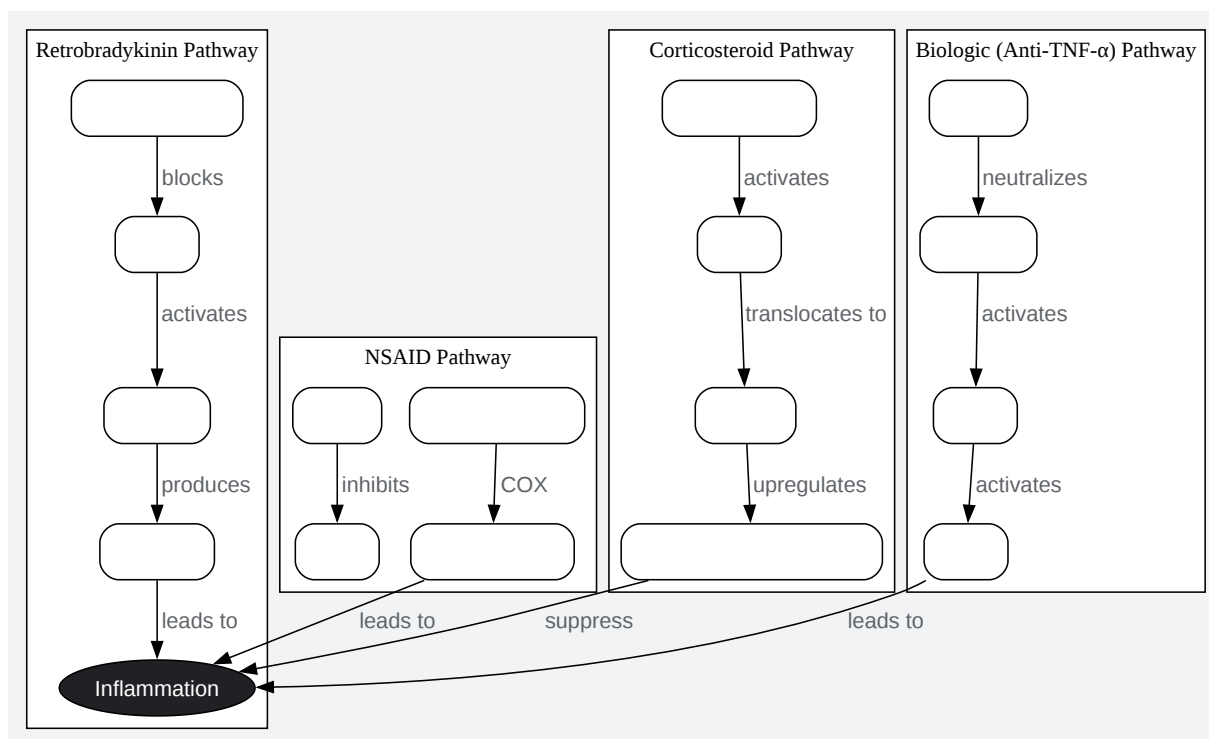 Retrobradykinin Pathway
blocks
activates
produces
leads to
Inflammation
NSAID Pathway
inhibits
COX
leads to
Corticosteroid Pathway
activates
translocates to
upregulates
suppress
Biologic (Anti-TNF-α) Pathway
neutralizes
activates
activates
leads to